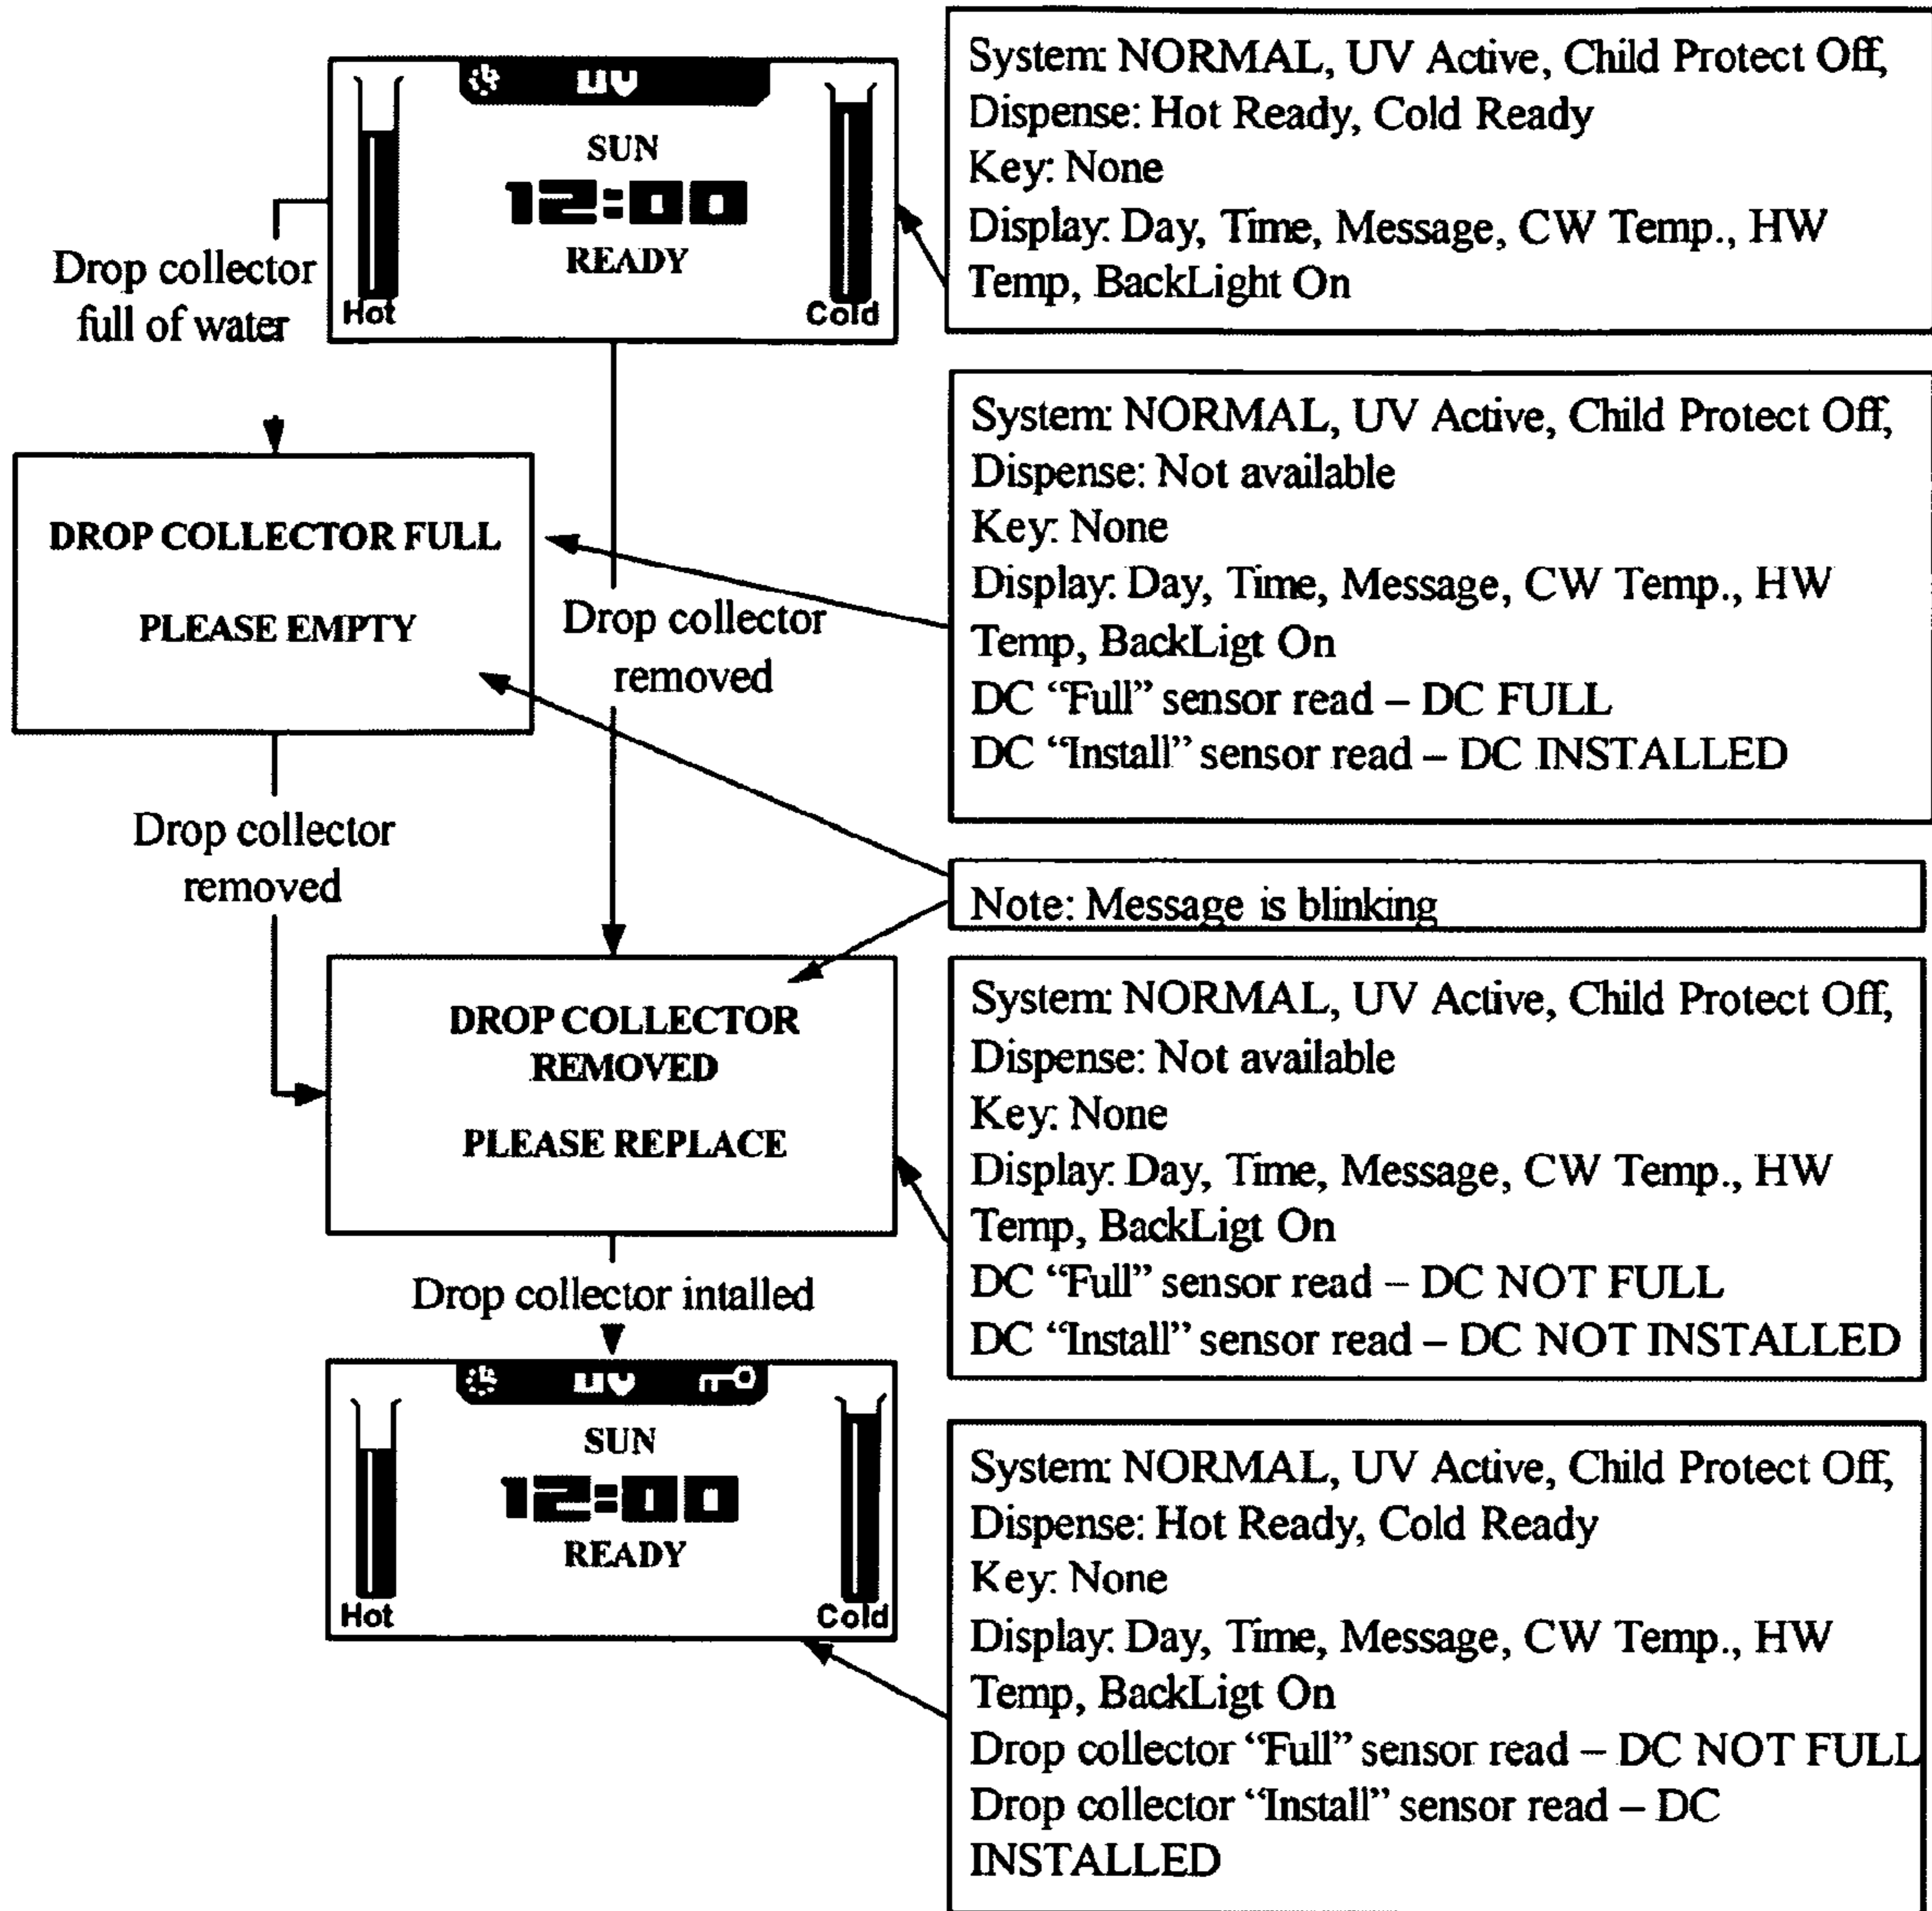 UV
SUN
12:00
READY
Hot
Cold
System: NORMAL, UV Active, Child Protect Off,
Dispense: Hot Ready, Cold Ready
Key: None
Display: Day, Time, Message, CW Temp., HW
Temp, BackLight On
Drop collector
full of water
DROP COLLECTOR FULL
PLEASE EMPTY
Drop collector
removed
System: NORMAL, UV Active, Child Protect Off,
Dispense: Not available
Key: None
Display: Day, Time, Message, CW Temp., HW
Temp, BackLigt On
DC “Full” sensor read – DC FULL
DC “Install” sensor read – DC INSTALLED
Drop collector
removed
Note: Message is blinking
DROP COLLECTOR
REMOVED
PLEASE REPLACE
System: NORMAL, UV Active, Child Protect Off,
Dispense: Not available
Key: None
Display: Day, Time, Message, CW Temp., HW
Temp, BackLigt On
DC “Full” sensor read – DC NOT FULL
DC “Install” sensor read – DC NOT INSTALLED
Drop collector intalled
UV
SUN
12:00
READY
Hot
Cold
System: NORMAL, UV Active, Child Protect Off,
Dispense: Hot Ready, Cold Ready
Key: None
Display: Day, Time, Message, CW Temp., HW
Temp, BackLigt On
Drop collector “Full” sensor read – DC NOT FULL
Drop collector “Install” sensor read – DC
INSTALLED